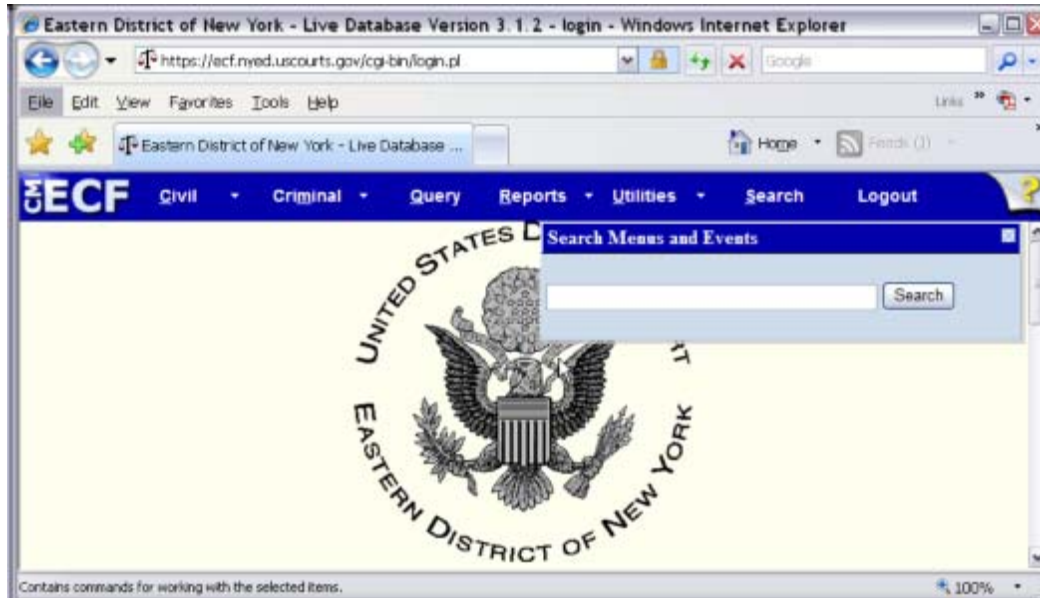 Eastern District of New York - Live Database Version 3.1.2 - login - Windows Internet Explorer
https://ecf.nyed.uscourts.gov/cgi-bin/login.pl
Google
File Edit View Favorites Tools Help
Links »
Eastern District of New York - Live Database ...
Home
Feeds (J)
»
CM ECF Civil Criminal Query Reports Utilities Search Logout ?
Search Menus and Events
Search
UNITED STATES D RT
EASTERN DISTRICT OF NEW YORK
Contains commands for working with the selected items.
100%